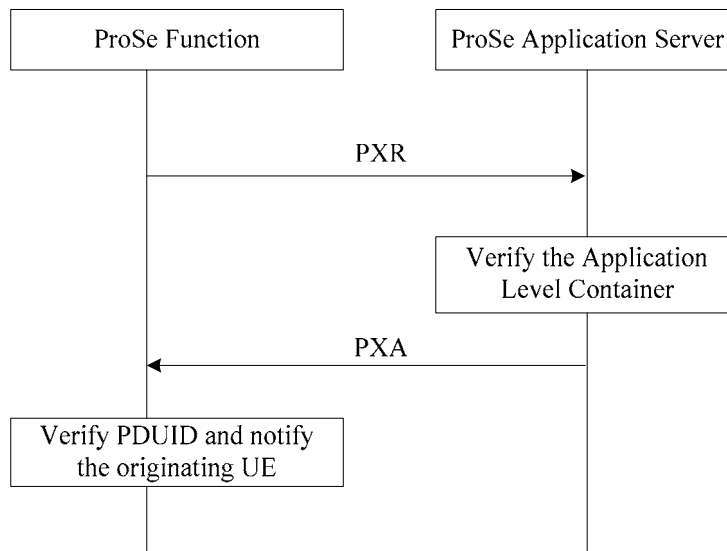 ProSe Function
ProSe Application Server
PXR
Verify the Application
Level Container
PXA
Verify PDUID and notify
the originating UE